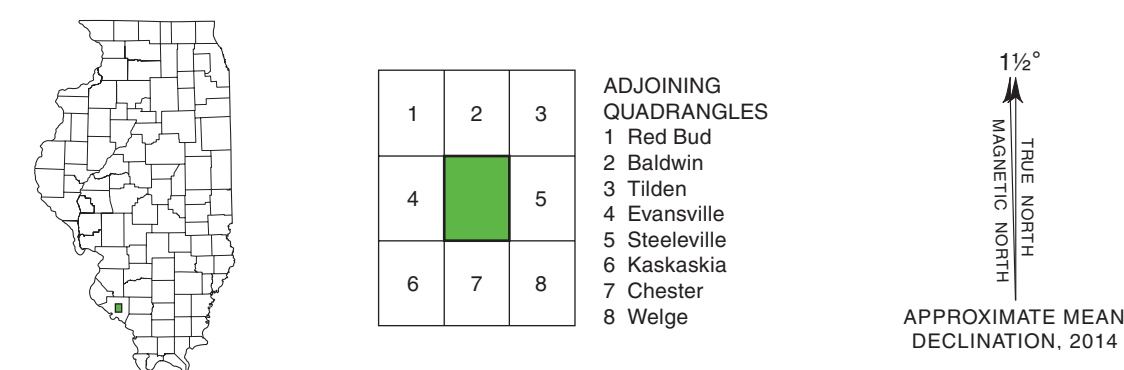 1 2 3
4 5
6 7 8
ADJOINING
QUADRANGLES
1 Red Bud
2 Baldwin
3 Tilden
4 Evansville
5 Steeleville
6 Kaskaskia
7 Chester
8 Welge
1½°
MAGNETIC NORTH
TRUE NORTH
APPROXIMATE MEAN
DECLINATION, 2014